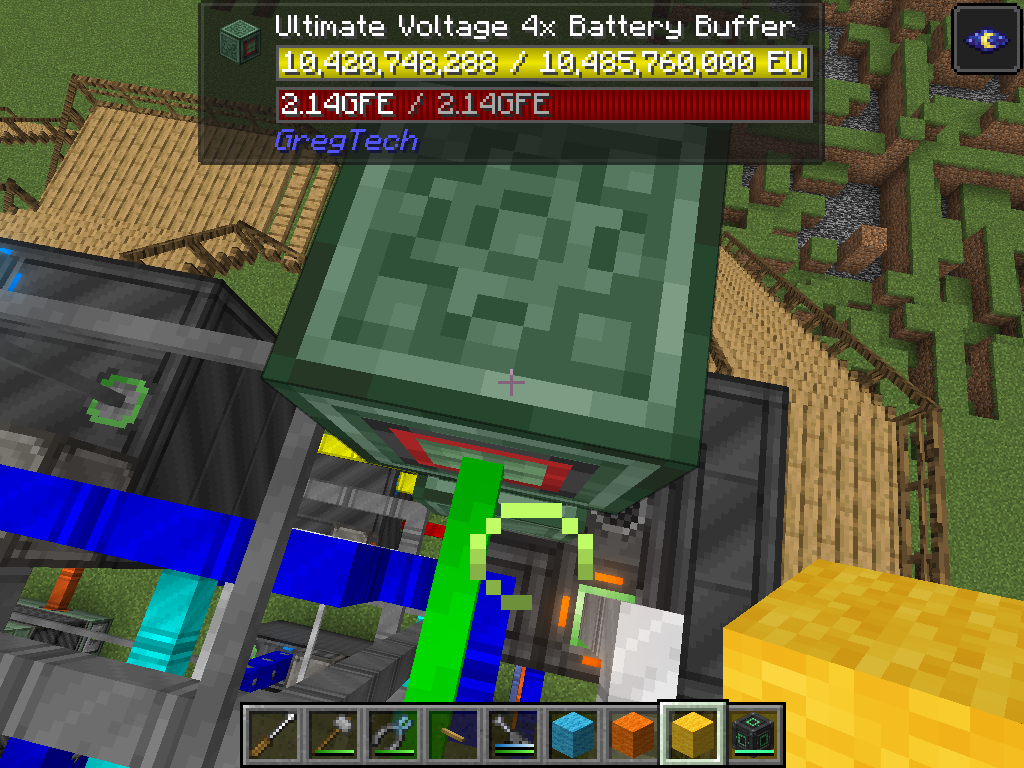 Ultimate Voltage 4x Battery Buffer
10,420,748,288 / 10,485,760,000 EU
2.14GFE / 2.14GFE
GregTech